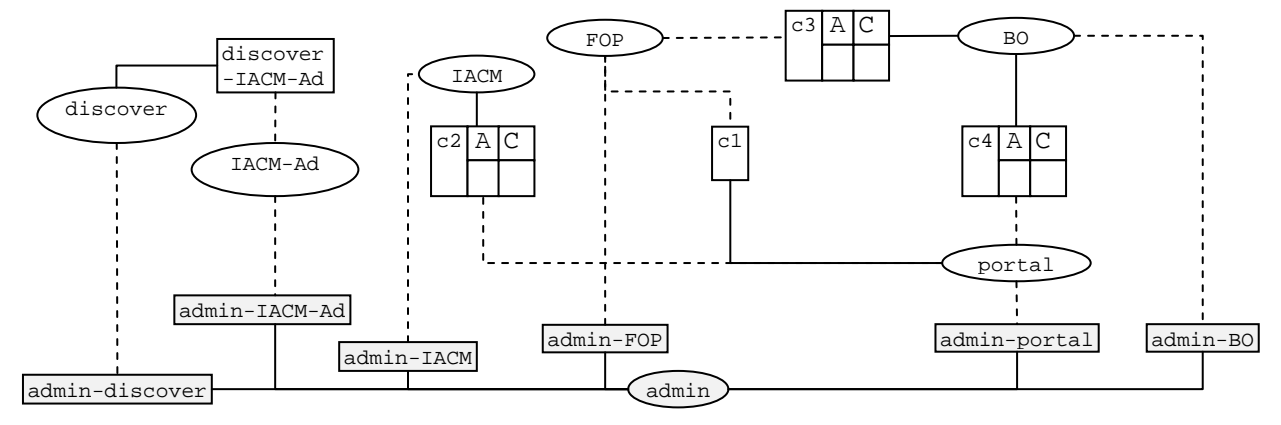 discover
-IACM-Ad
FOP
c3 A C
BO
IACM
discover
c2 A C
c1
c4 A C
IACM-Ad
portal
admin-IACM-Ad
admin-FOP
admin-portal
admin-BO
admin-IACM
admin-discover
admin